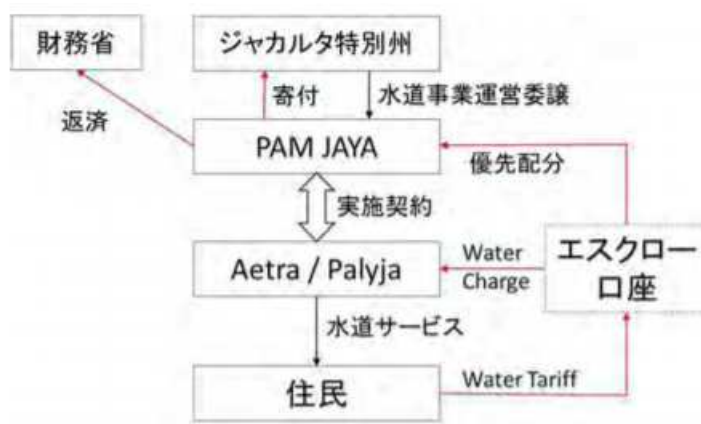 財務省
ジャカルタ特別州
返済
寄付
水道事業運営委譲
PAM JAYA
優先配分
実施契約
Aetra / Palyja
Water
Charge
エスクロー
口座
水道サービス
住民
Water Tariff